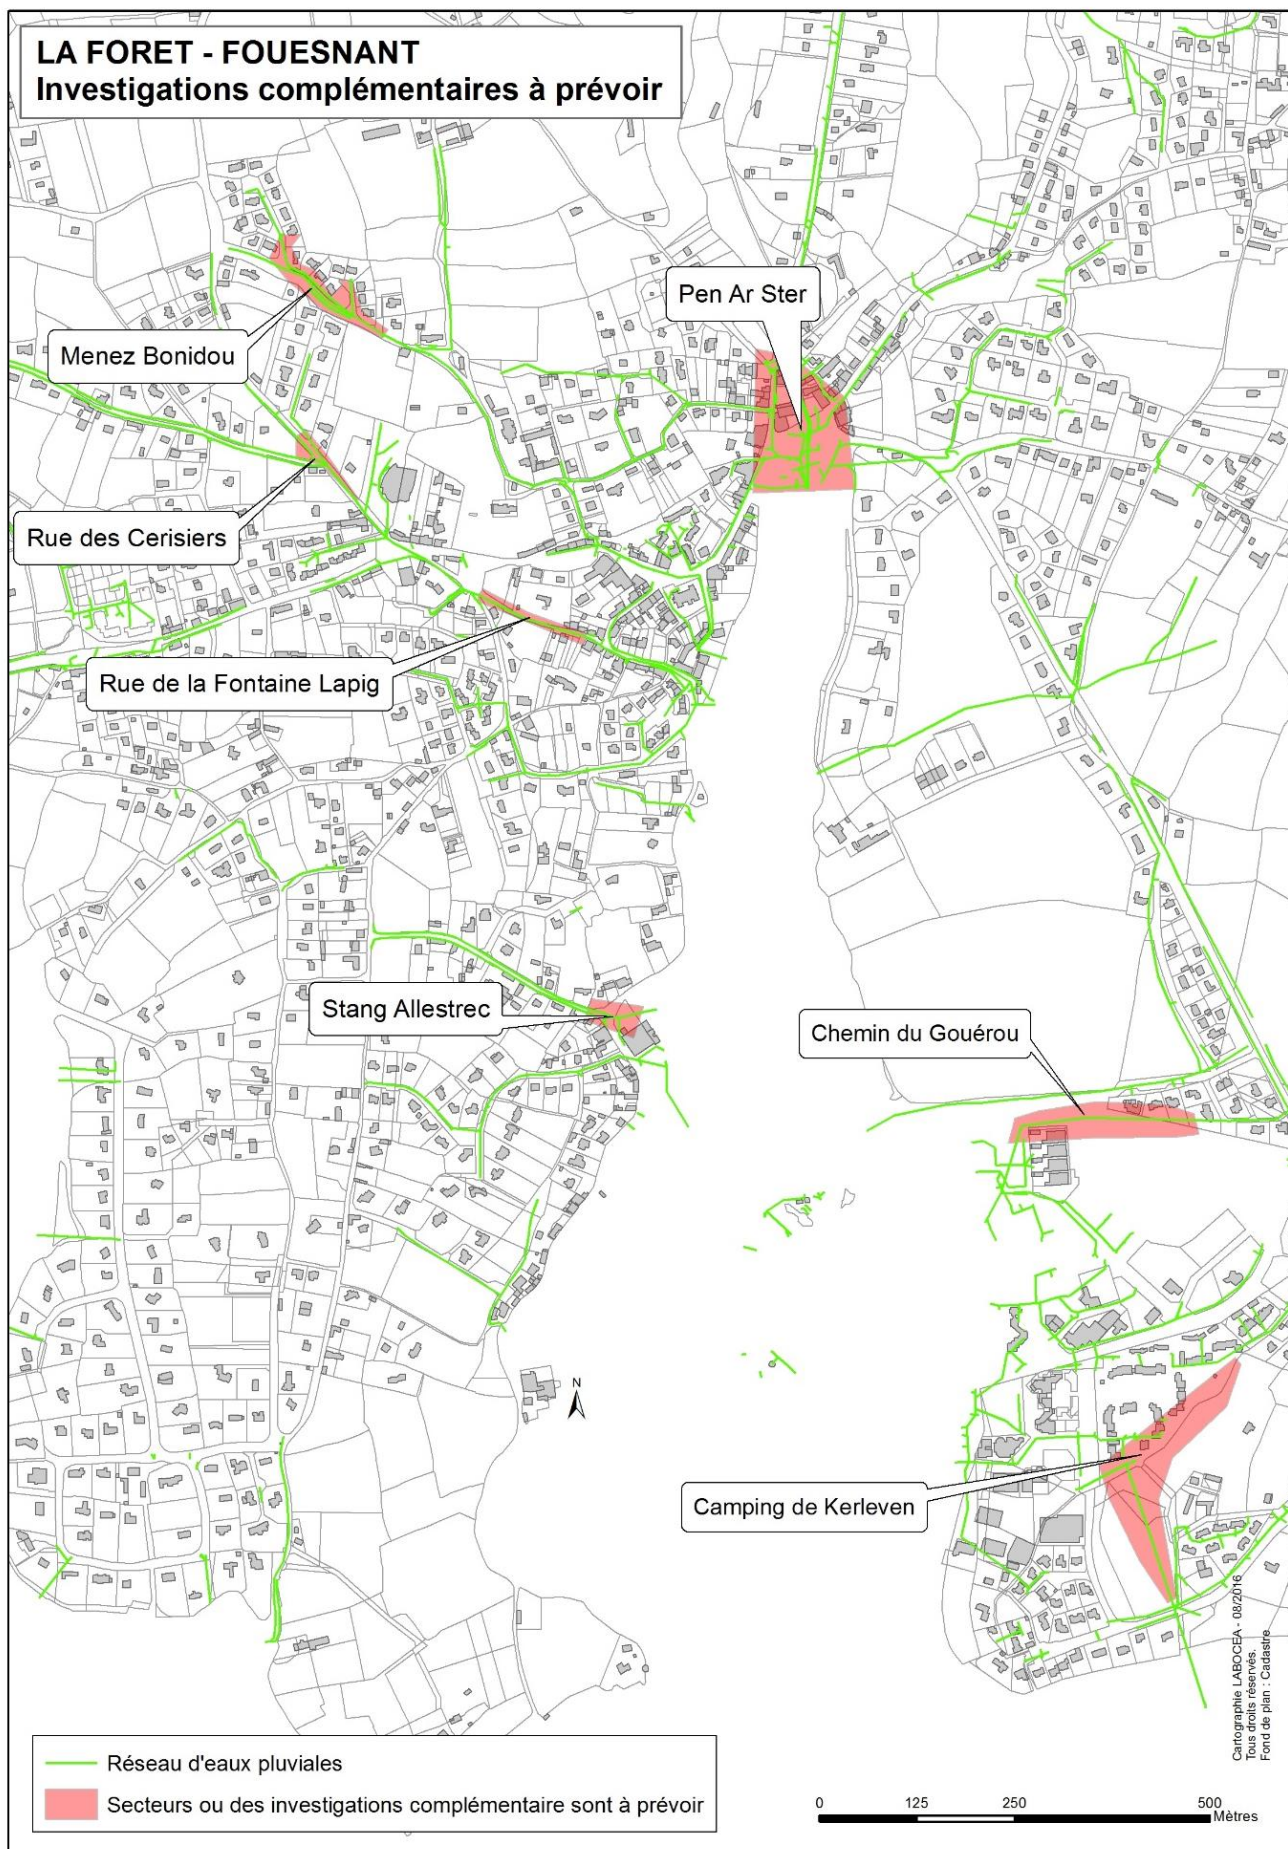 LA FORET - FOUESNANT
Investigations complémentaires à prévoir
Pen Ar Ster
Menez Bonidou
Rue des Cerisiers
Rue de la Fontaine Lapig
Stang Allestrec
Chemin du Gouérou
N
Camping de Kerleven
Cartographie LABOCEA - 08/2016
Tous droits réservés.
Fond de plan : Cadastre
Réseau d'eaux pluviales
Secteurs ou des investigations complémentaire sont à prévoir
0 125 250 500
Mètres